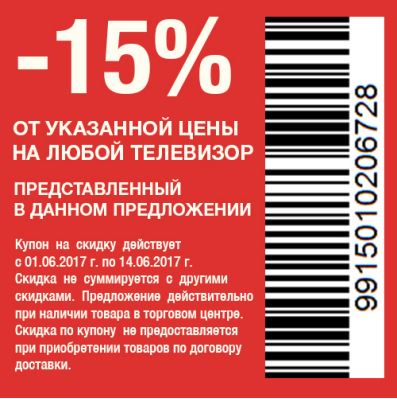 -15%
ОТ УКАЗАННОЙ ЦЕНЫ
НА ЛЮБОЙ ТЕЛЕВИЗОР
ПРЕДСТАВЛЕННЫЙ
В ДАННОМ ПРЕДЛОЖЕНИИ
Купон на скидку действует
с 01.06.2017 г. по 14.06.2017 г.
Скидка не суммируется с другими
скидками. Предложение действительно
при наличии товара в торговом центре.
Скидка по купону не предоставляется
при приобретении товаров по договору
доставки.
9915010206728